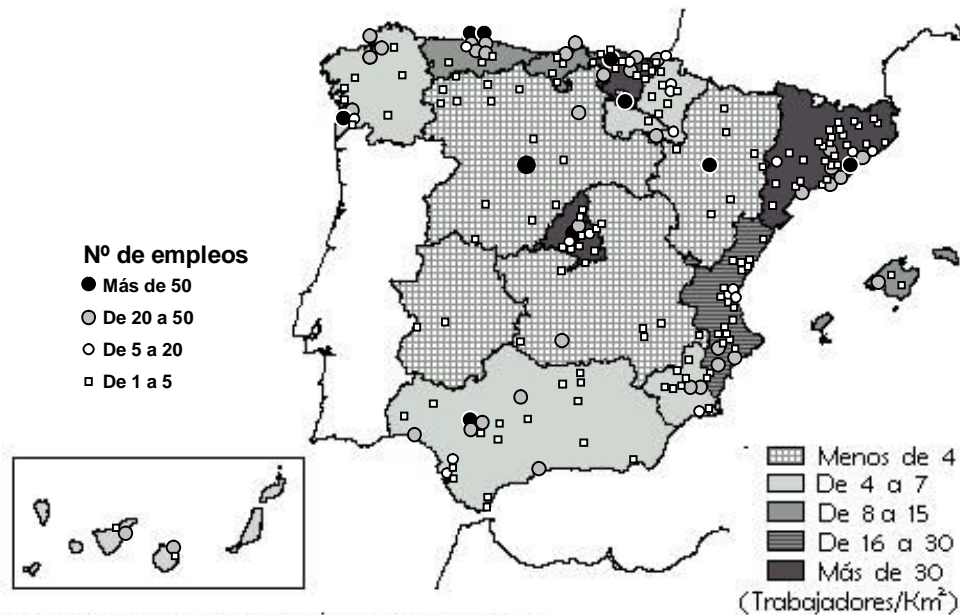 Nº de empleos
Más de 50
De 20 a 50
De 5 a 20
De 1 a 5
Menos de 4
De 4 a 7
De 8 a 15
De 16 a 30
Más de 30
(Trabajadores/Km²)